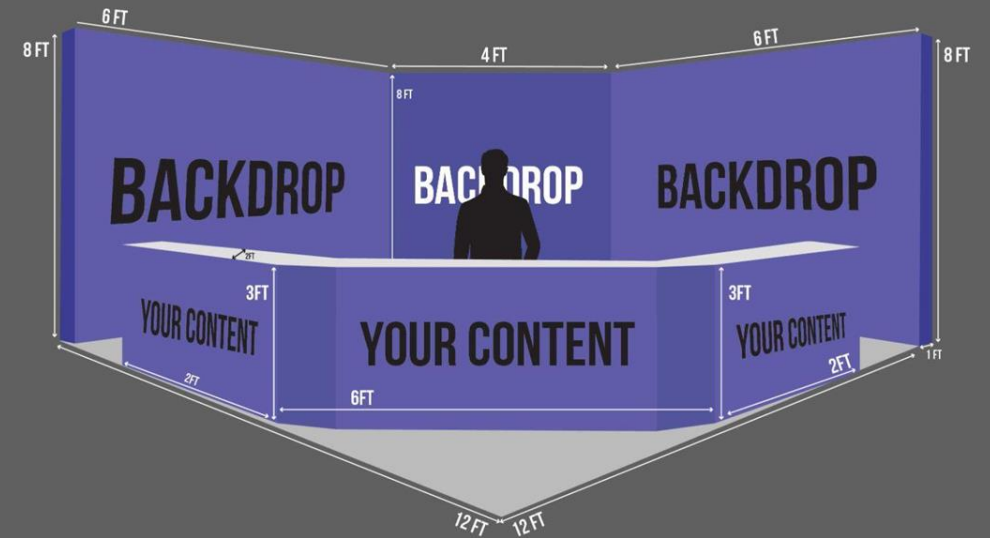 6 FT
8 FT
4 FT
6 FT
8 FT
8 FT
BACKDROP
BACKDROP
BACKDROP
2FT
3FT
3FT
YOUR CONTENT
YOUR CONTENT
YOUR CONTENT
1 FT
2FT
2FT
6FT
12 FT
12 FT